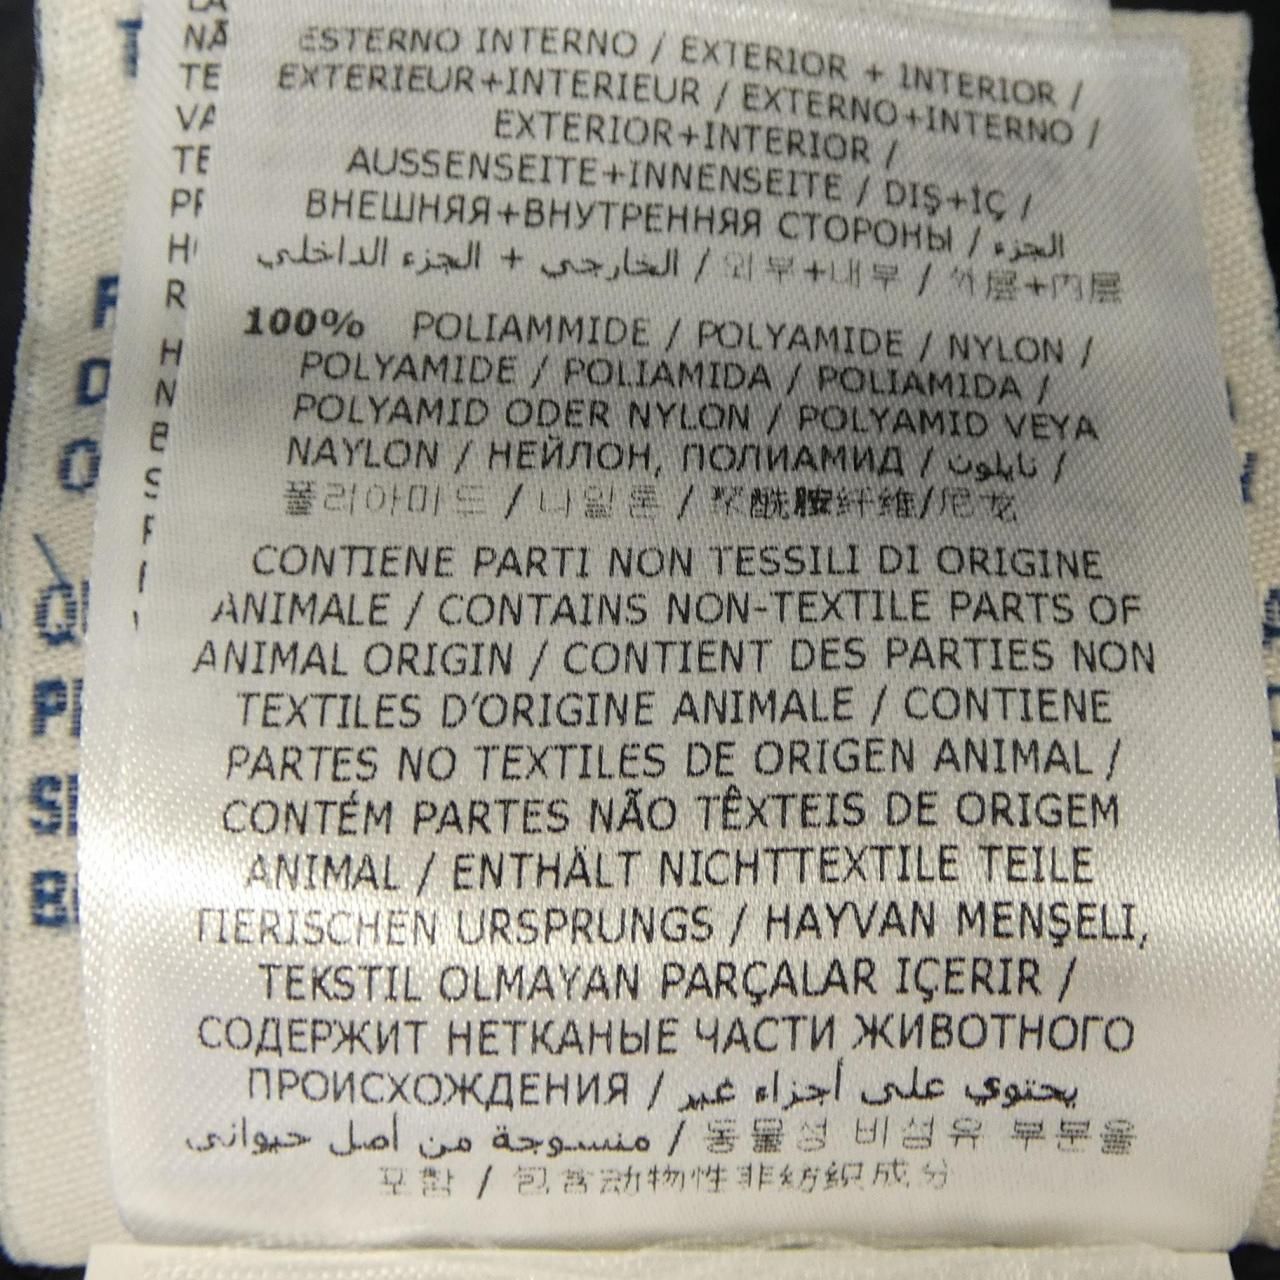 ESTERNO INTERNO / EXTERIOR + INTERIOR /
EXTERIEUR+INTERIEUR / EXTERNO+INTERNO /
EXTERIOR+INTERIOR /
AUSSENSEITE+INNENSEITE / DIŞ+İÇ /
ВНЕШНЯЯ+ВНУТРЕННЯЯ СТОРОНЫ / الجزء
الخارجي + الجزء الداخلي / 외부+내부 / 外层+内层
100% POLIAMMIDE / POLYAMIDE / NYLON /
POLYAMIDE / POLIAMIDA / POLIAMIDA /
POLYAMID ODER NYLON / POLYAMID VEYA
NAYLON / НЕЙЛОН, ПОЛИАМИД / نايلون /
폴리아마드 / 나일론 / 聚酰胺纤维/尼龙
CONTIENE PARTI NON TESSILI DI ORIGINE
ANIMALE / CONTAINS NON-TEXTILE PARTS OF
ANIMAL ORIGIN / CONTIENT DES PARTIES NON
TEXTILES D'ORIGINE ANIMALE / CONTIENE
PARTES NO TEXTILES DE ORIGEN ANIMAL /
CONTÉM PARTES NÃO TÊXTEIS DE ORIGEM
ANIMAL / ENTHÄLT NICHTTEXTILE TEILE
TIERISCHEN URSPRUNGS / HAYVAN MENŞELI,
TEKSTIL OLMAYAN PARÇALAR IÇERIR /
СОДЕРЖИТ НЕТКАНЫЕ ЧАСТИ ЖИВОТНОГО
ПРОИСХОЖДЕНИЯ / يحتوي على أجزاء غير
منسوجة من أصل حيواني / 동물성 비섬유 부분을
포함 / 包含动物性非纺织成分